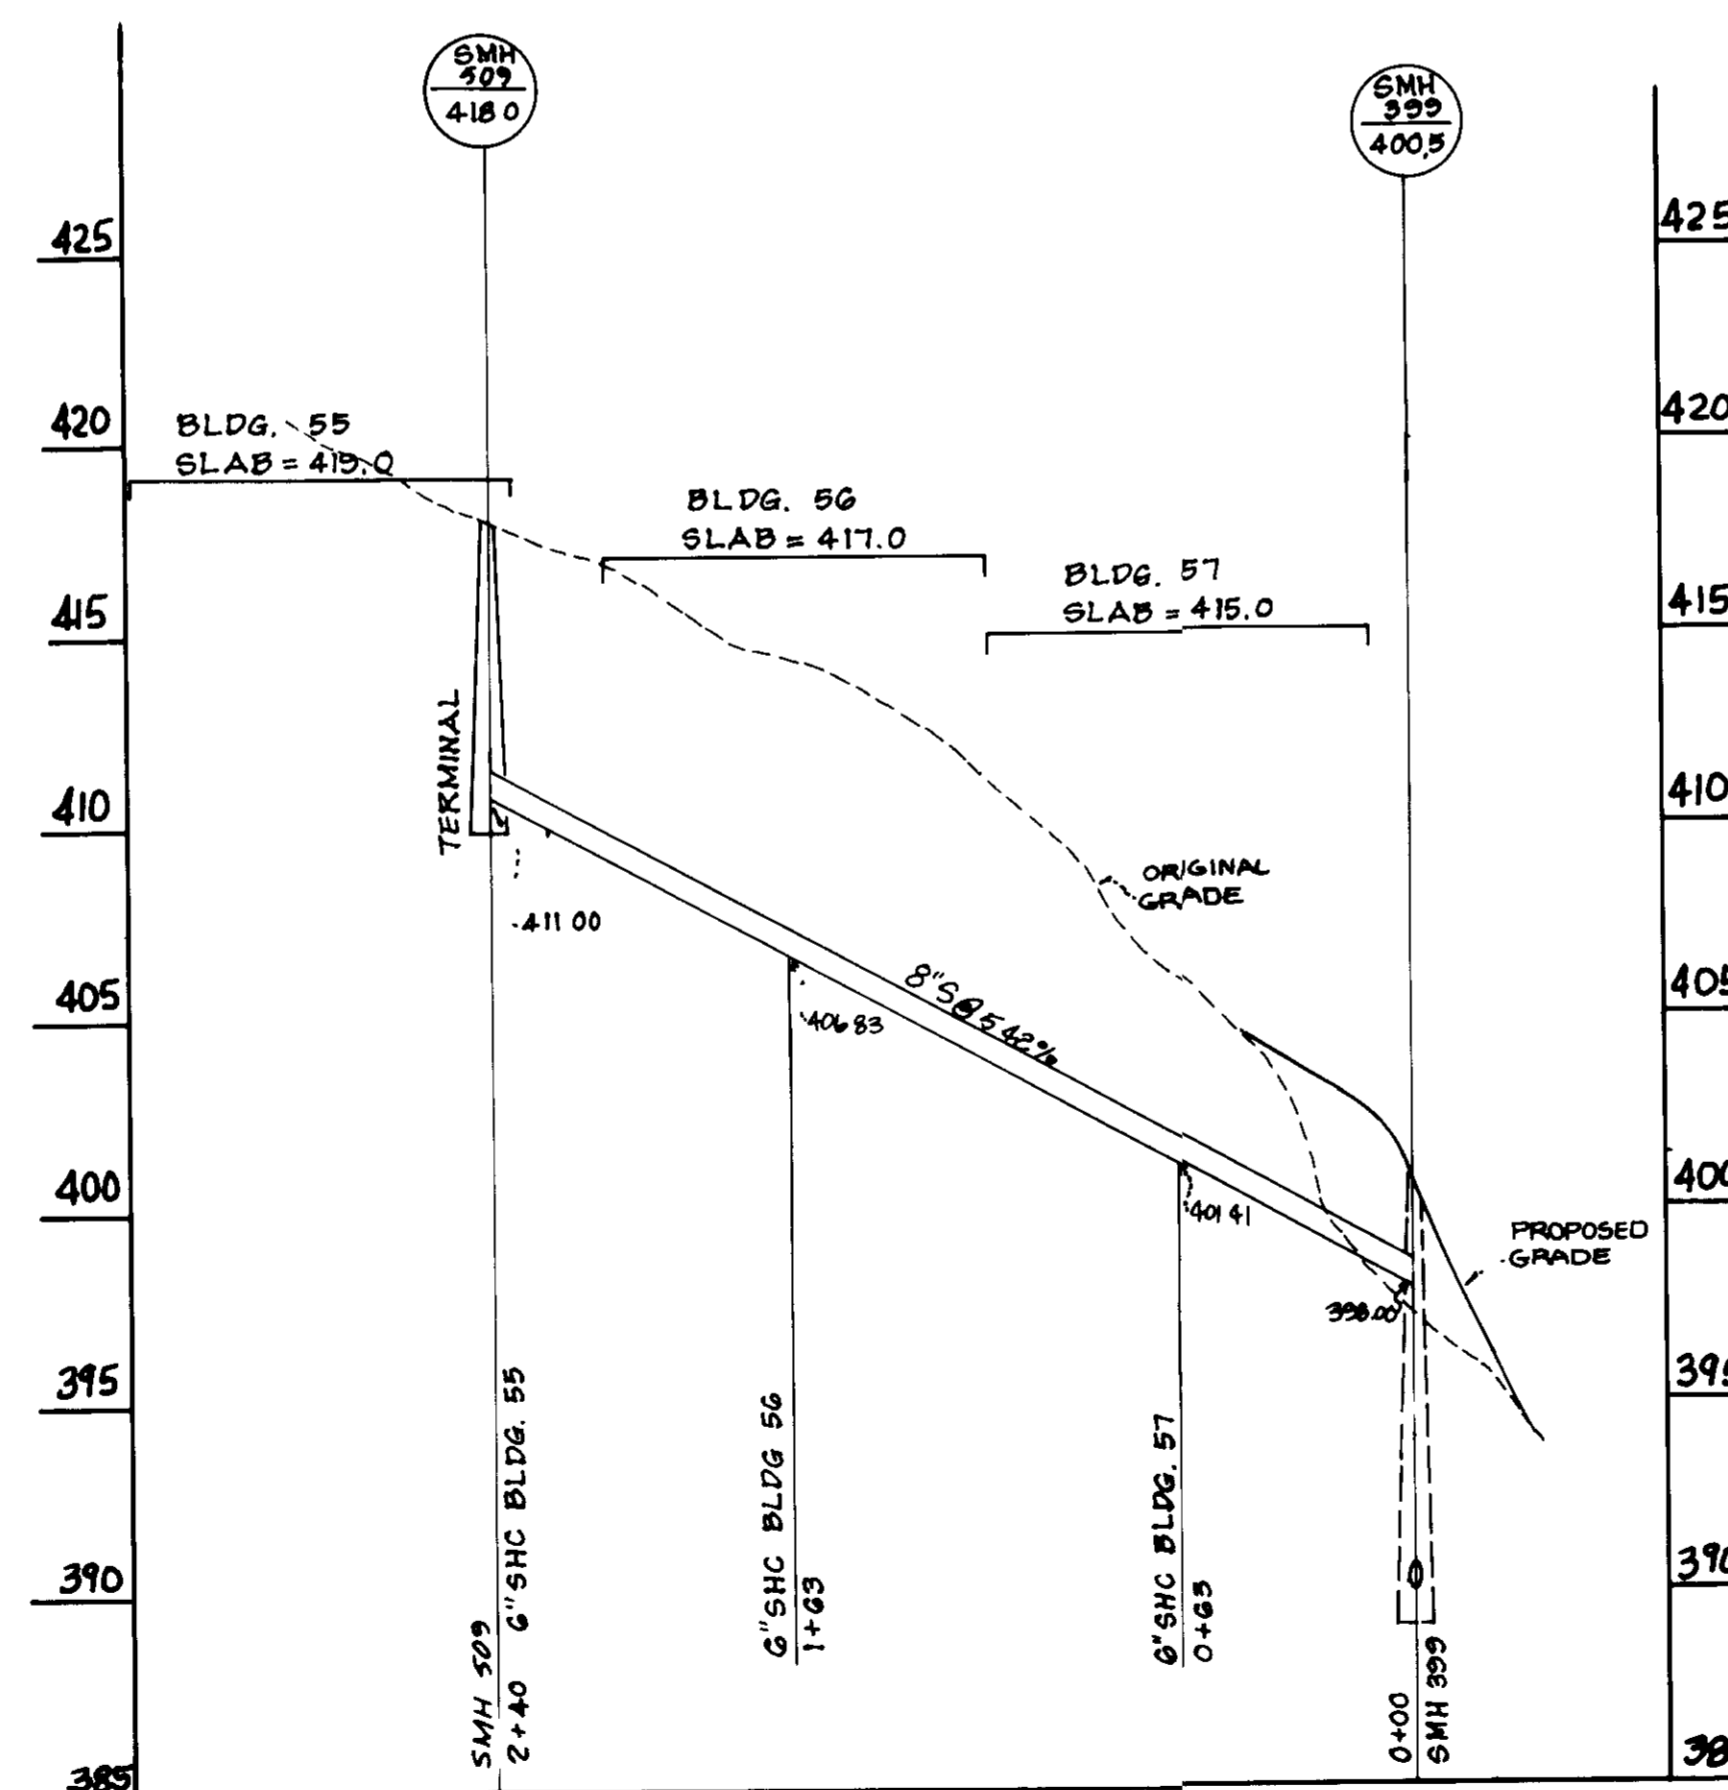 SMH
509
418 0
SMH
399
400.5
425
425
420
420
BLDG. 55
SLAB = 419.0
BLDG. 56
SLAB = 417.0
BLDG. 57
SLAB = 415.0
415
415
TERMINAL
410
410
ORIGINAL
GRADE
411 00
8"S@5 42%
405
405
406 83
400
400
401 41
PROPOSED
GRADE
398.00
395
395
390
390
SMH 509
2+40 6"SHC BLDG. 55
6"SHC BLDG 56
1+63
6"SHC BLDG. 57
0+63
0+00
SMH 399
385
38